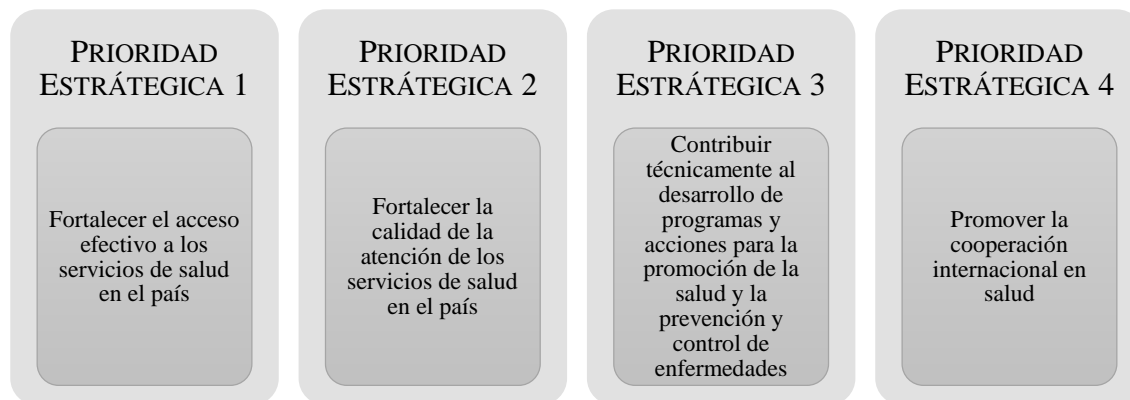 PRIORIDAD
ESTRÁTEGICA 1
Fortalecer el acceso
efectivo a los
servicios de salud
en el país
PRIORIDAD
ESTRÁTEGICA 2
Fortalecer la
calidad de la
atención de los
servicios de salud
en el país
PRIORIDAD
ESTRÁTEGICA 3
Contribuir
técnicamente al
desarrollo de
programas y
acciones para la
promoción de la
salud y la
prevención y
control de
enfermedades
PRIORIDAD
ESTRÁTEGICA 4
Promover la
cooperación
internacional en
salud